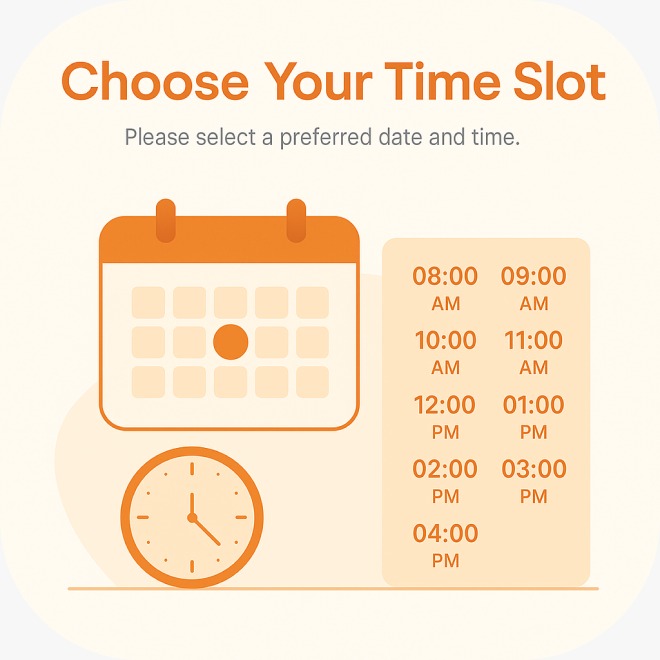 Choose Your Time Slot
Please select a preferred date and time.
08:00 09:00
AM AM
10:00 11:00
AM AM
12:00 01:00
PM PM
02:00 03:00
PM PM
04:00
PM